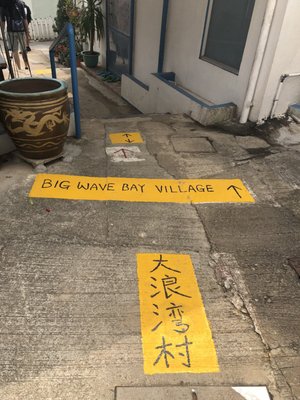 BIG WAVE BAY VILLAGE ↑
大浪湾村